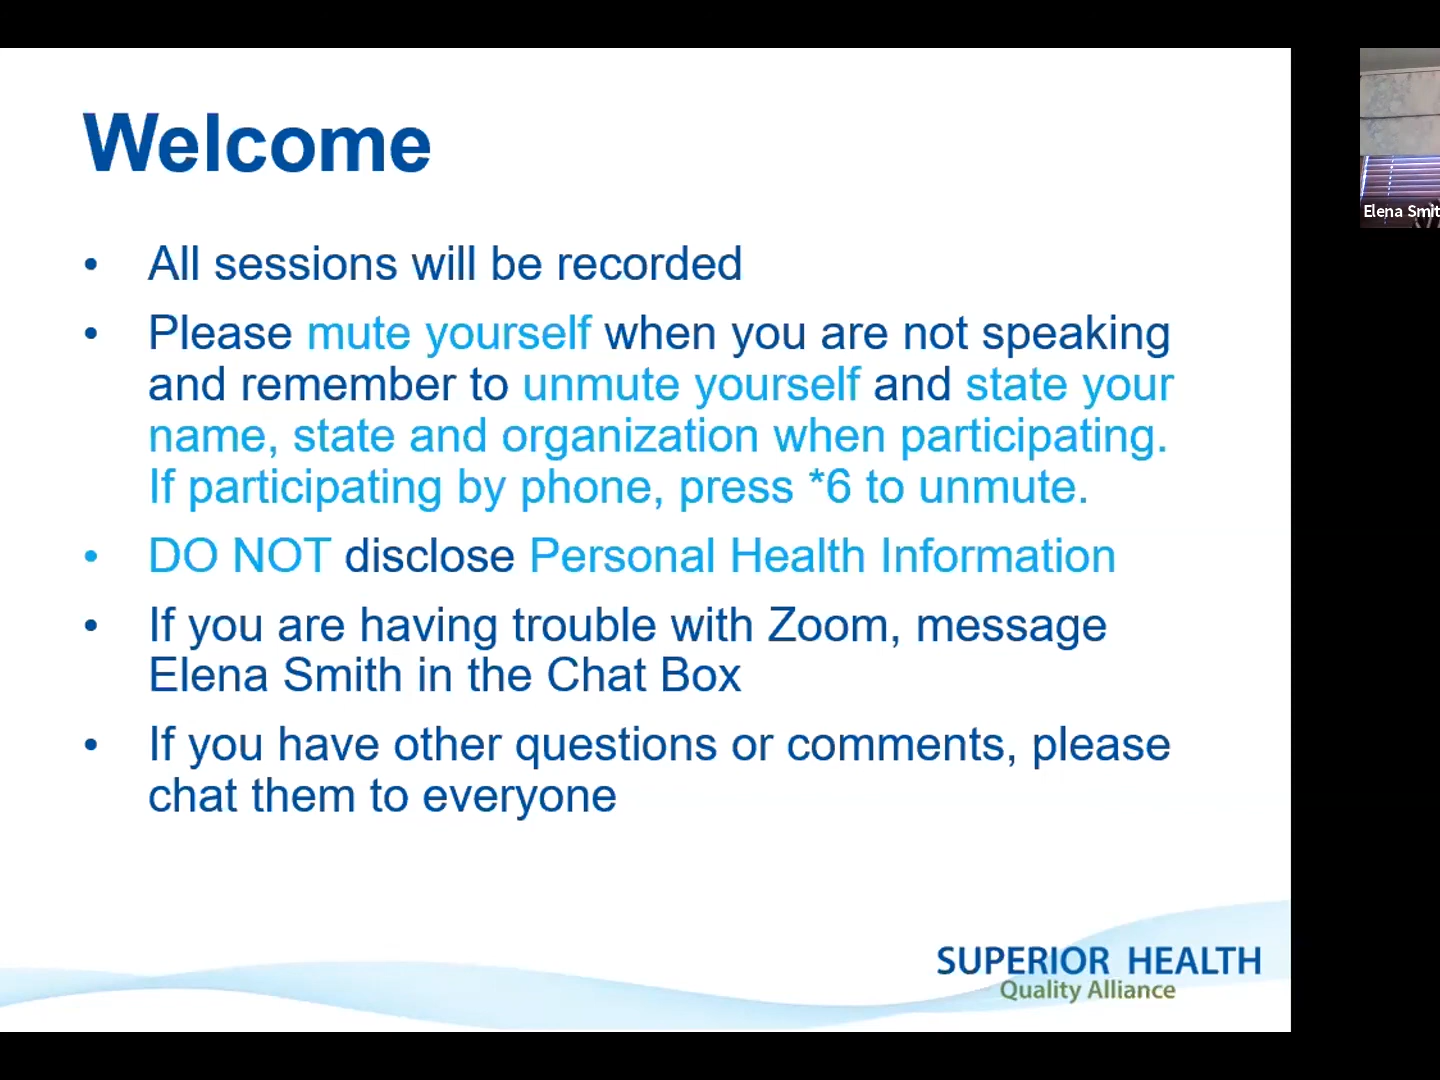 Welcome
• All sessions will be recorded
• Please mute yourself when you are not speaking
and remember to unmute yourself and state your
name, state and organization when participating.
If participating by phone, press *6 to unmute.
• DO NOT disclose Personal Health Information
• If you are having trouble with Zoom, message
Elena Smith in the Chat Box
• If you have other questions or comments, please
chat them to everyone
SUPERIOR HEALTH
Quality Alliance
Elena Smit